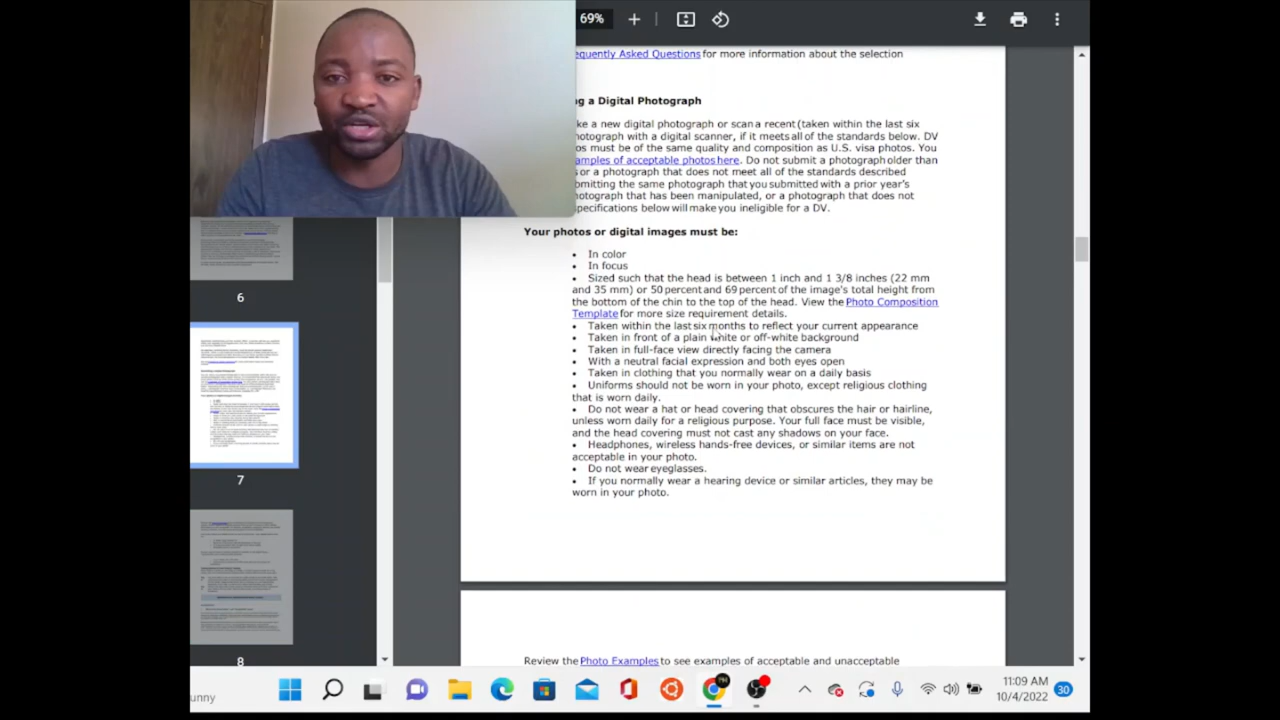 69%
equently Asked Questions for more information about the selection
ng a Digital Photograph
ke a new digital photograph or scan a recent (taken within the last six
hotograph with a digital scanner, if it meets all of the standards below. DV
os must be of the same quality and composition as U.S. visa photos. You
amples of acceptable photos here. Do not submit a photograph older than
s or a photograph that does not meet all of the standards described
omitting the same photograph that you submitted with a prior year's
hotograph that has been manipulated, or a photograph that does not
specifications below will make you ineligible for a DV.
Your photos or digital images must be:
• In color
• In focus
• Sized such that the head is between 1 inch and 1 3/8 inches (22 mm
and 35 mm) or 50 percent and 69 percent of the image's total height from
the bottom of the chin to the top of the head. View the Photo Composition
Template for more size requirement details.
• Taken within the last six months to reflect your current appearance
• Taken in front of a plain white or off-white background
• Taken in full-face view directly facing the camera
• With a neutral facial expression and both eyes open
• Taken in clothing that you normally wear on a daily basis
• Uniforms should not be worn in your photo, except religious clothing
that is worn daily.
• Do not wear a hat or head covering that obscures the hair or hairline,
unless worn daily for a religious purpose. Your full face must be visible,
and the head covering must not cast any shadows on your face.
• Headphones, wireless hands-free devices, or similar items are not
acceptable in your photo.
• Do not wear eyeglasses.
• If you normally wear a hearing device or similar articles, they may be
worn in your photo.
Review the Photo Examples to see examples of acceptable and unacceptable
6
7
8
unny
PH
11:09 AM
10/4/2022
30